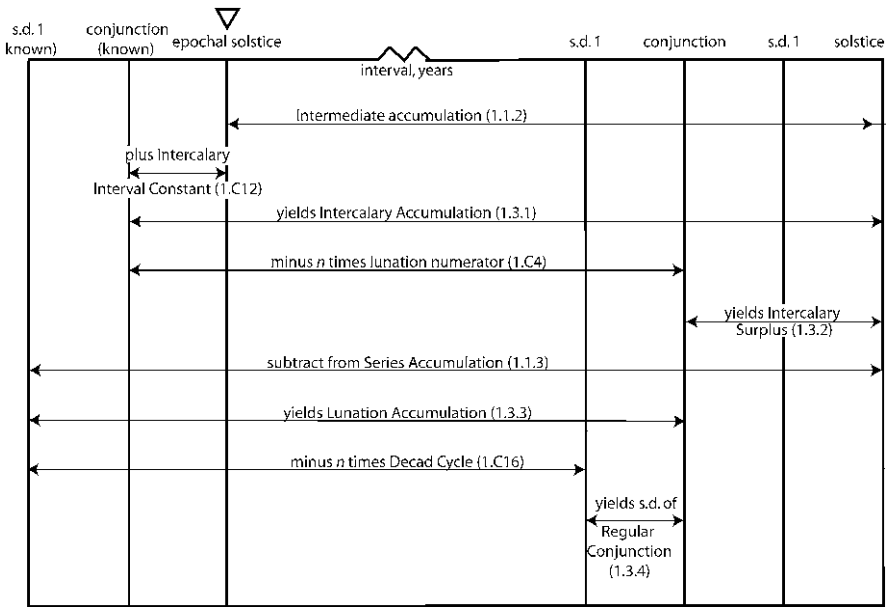 s.d. 1 conjunction s.d. 1 conjunction s.d. 1 solstice
known) (known) epochal solstice
interval, years
Intermediate accumulation (1.1.2)
plus Intercalary
Interval Constant (1.C12)
yields Intercalary Accumulation (1.3.1)
minus n times lunation numerator (1.C4)
yields Intercalary
Surplus (1.3.2)
subtract from Series Accumulation (1.1.3)
yields Lunation Accumulation (1.3.3)
minus n times Decad Cycle (1.C16)
yields s.d. of
Regular
Conjunction
(1.3.4)